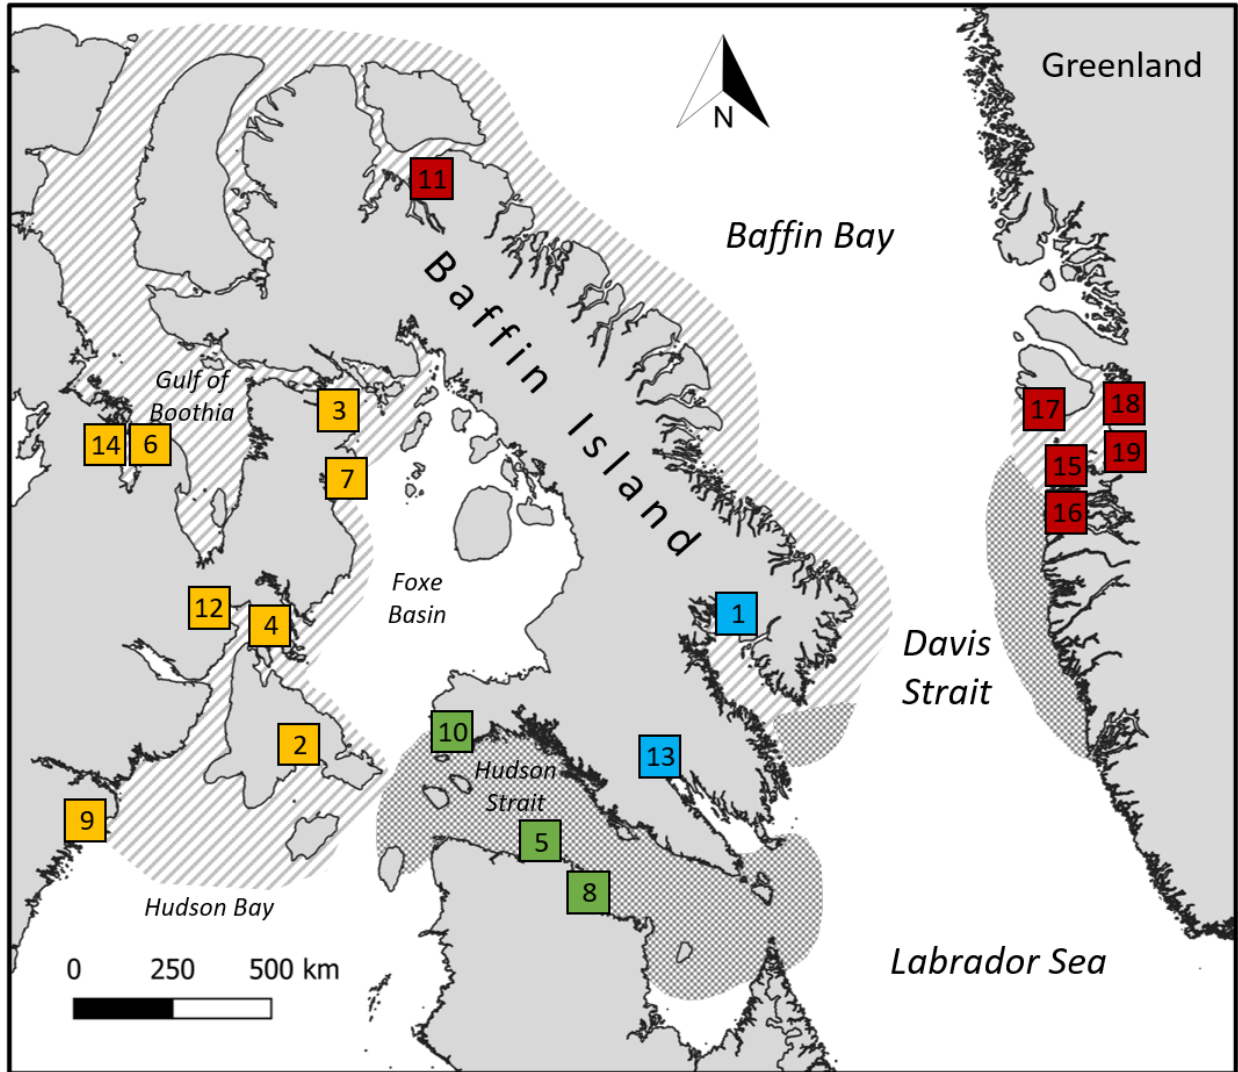 Greenland
N
11
Baffin Bay
Baffin Island
Gulf of
Boothia
3
17
18
14
6
7
15
19
16
Foxe
Basin
12
4
1
Davis
Strait
10
2
13
Hudson
Strait
9
5
8
Hudson Bay
Labrador Sea
0
250
500 km